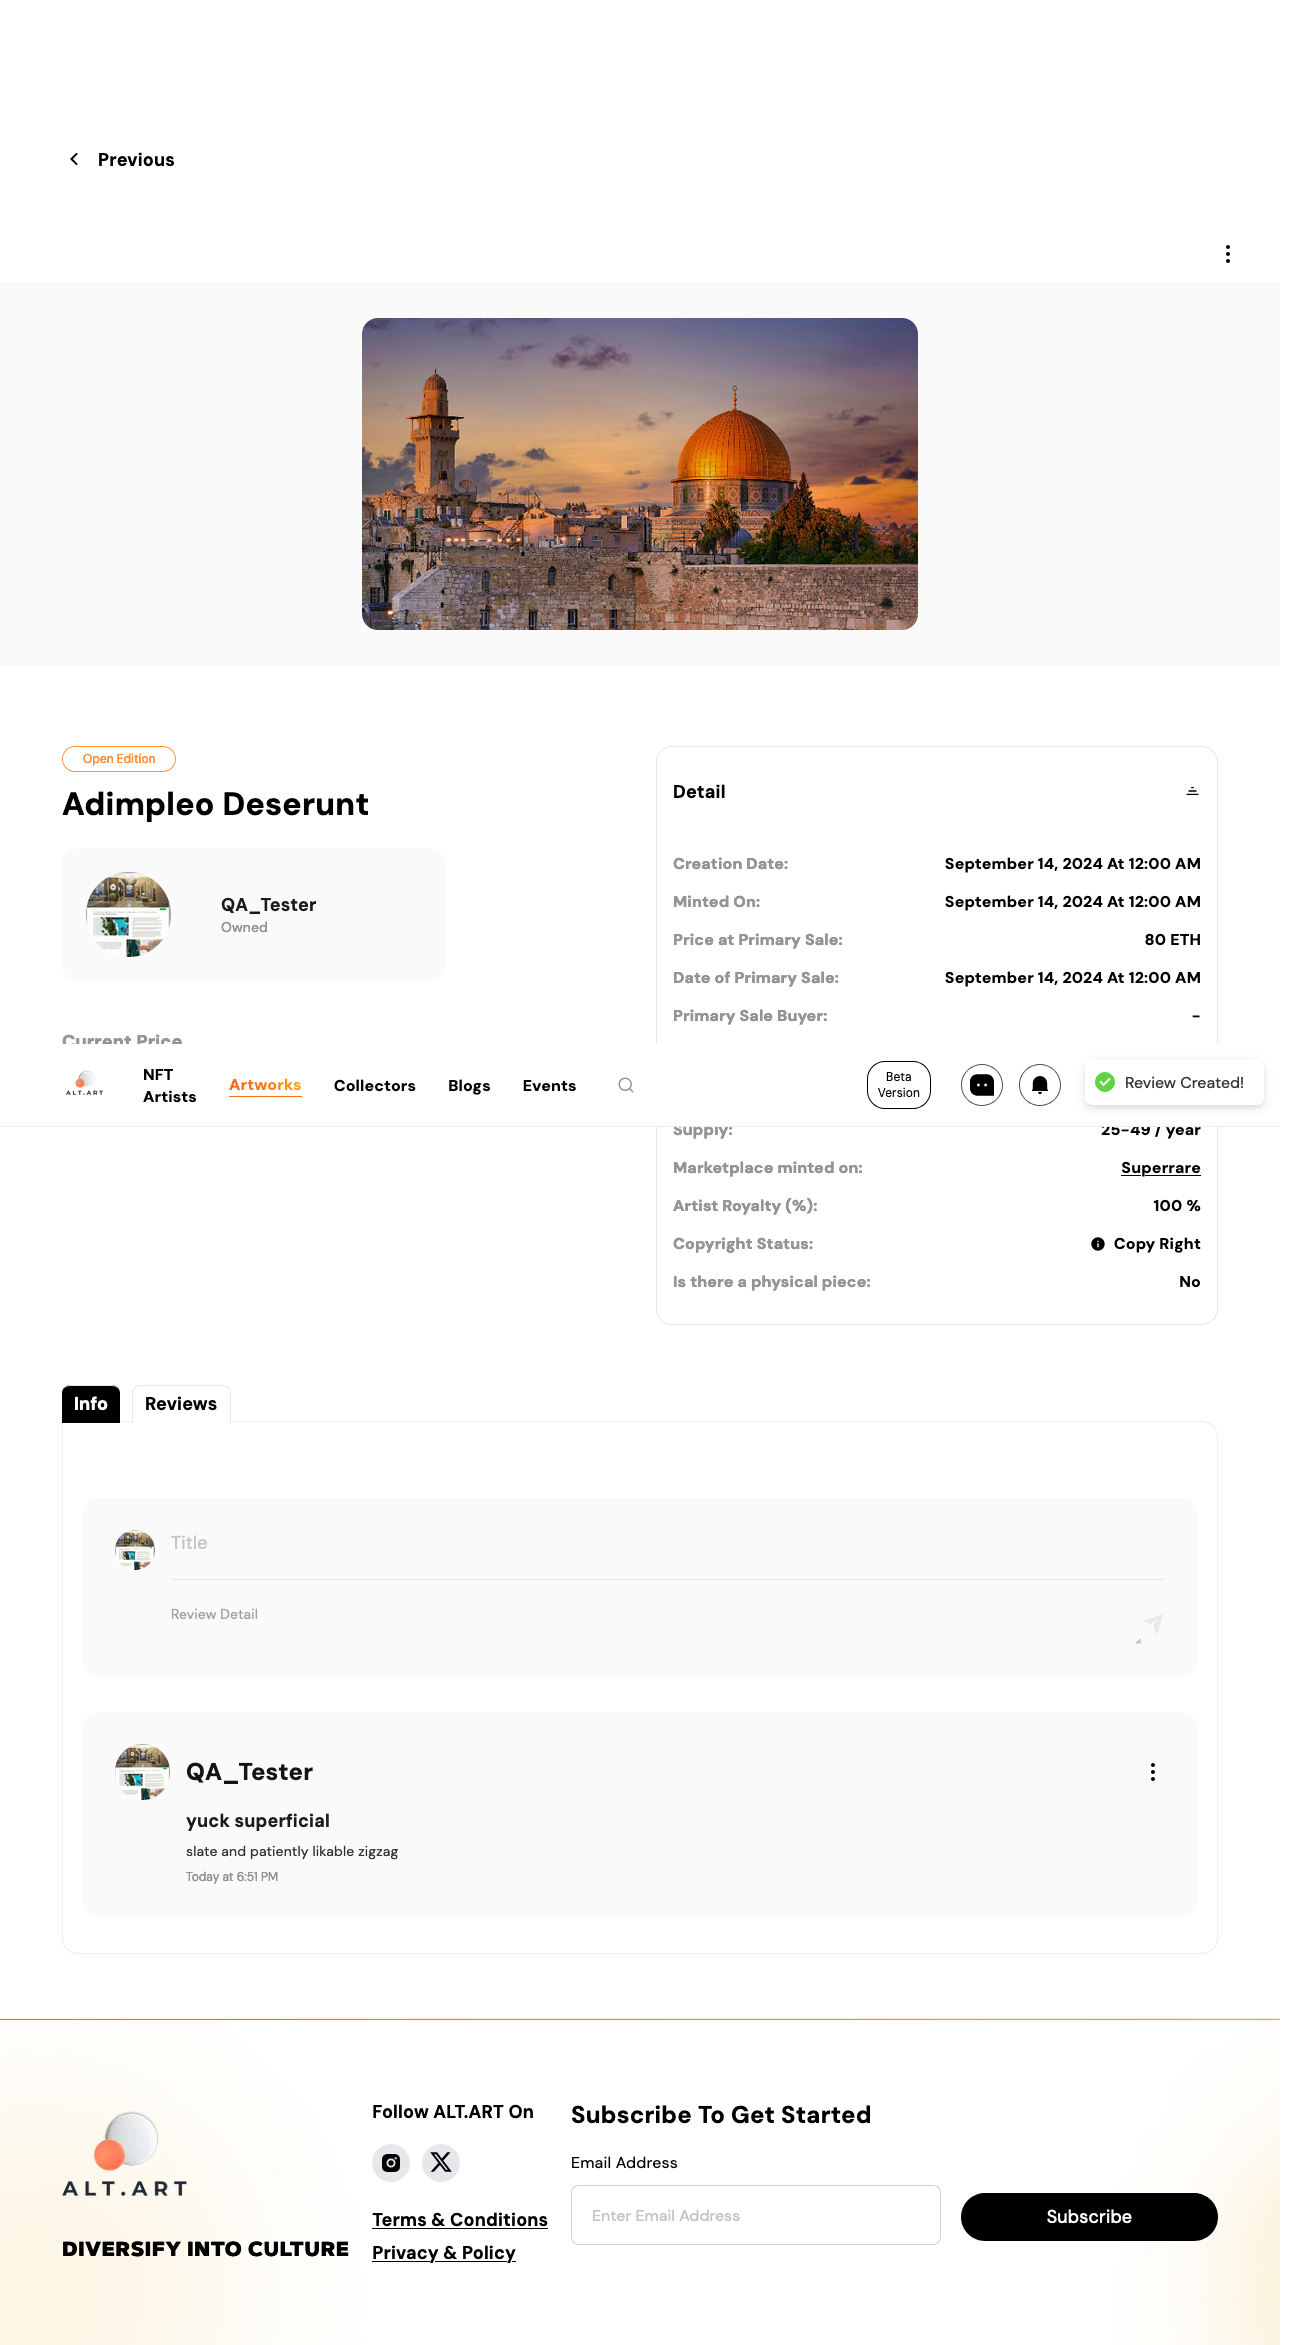 Previous
Open Edition
Adimpleo Deserunt
QA_Tester
Owned
Current Price
Detail
Creation Date: September 14, 2024 At 12:00 AM
Minted On: September 14, 2024 At 12:00 AM
Price at Primary Sale: 80 ETH
Date of Primary Sale: September 14, 2024 At 12:00 AM
Primary Sale Buyer: -
ALT.ART
NFT Artists
Artworks
Collectors
Blogs
Events
Beta Version
Review Created!
Supply: 25-49 / year
Marketplace minted on: Superrare
Artist Royalty (%): 100 %
Copyright Status: Copy Right
Is there a physical piece: No
Info
Reviews
Title
Review Detail
QA_Tester
yuck superficial
slate and patiently likable zigzag
Today at 6:51 PM
ALT.ART
DIVERSIFY INTO CULTURE
Follow ALT.ART On
Terms & Conditions
Privacy & Policy
Subscribe To Get Started
Email Address
Enter Email Address
Subscribe